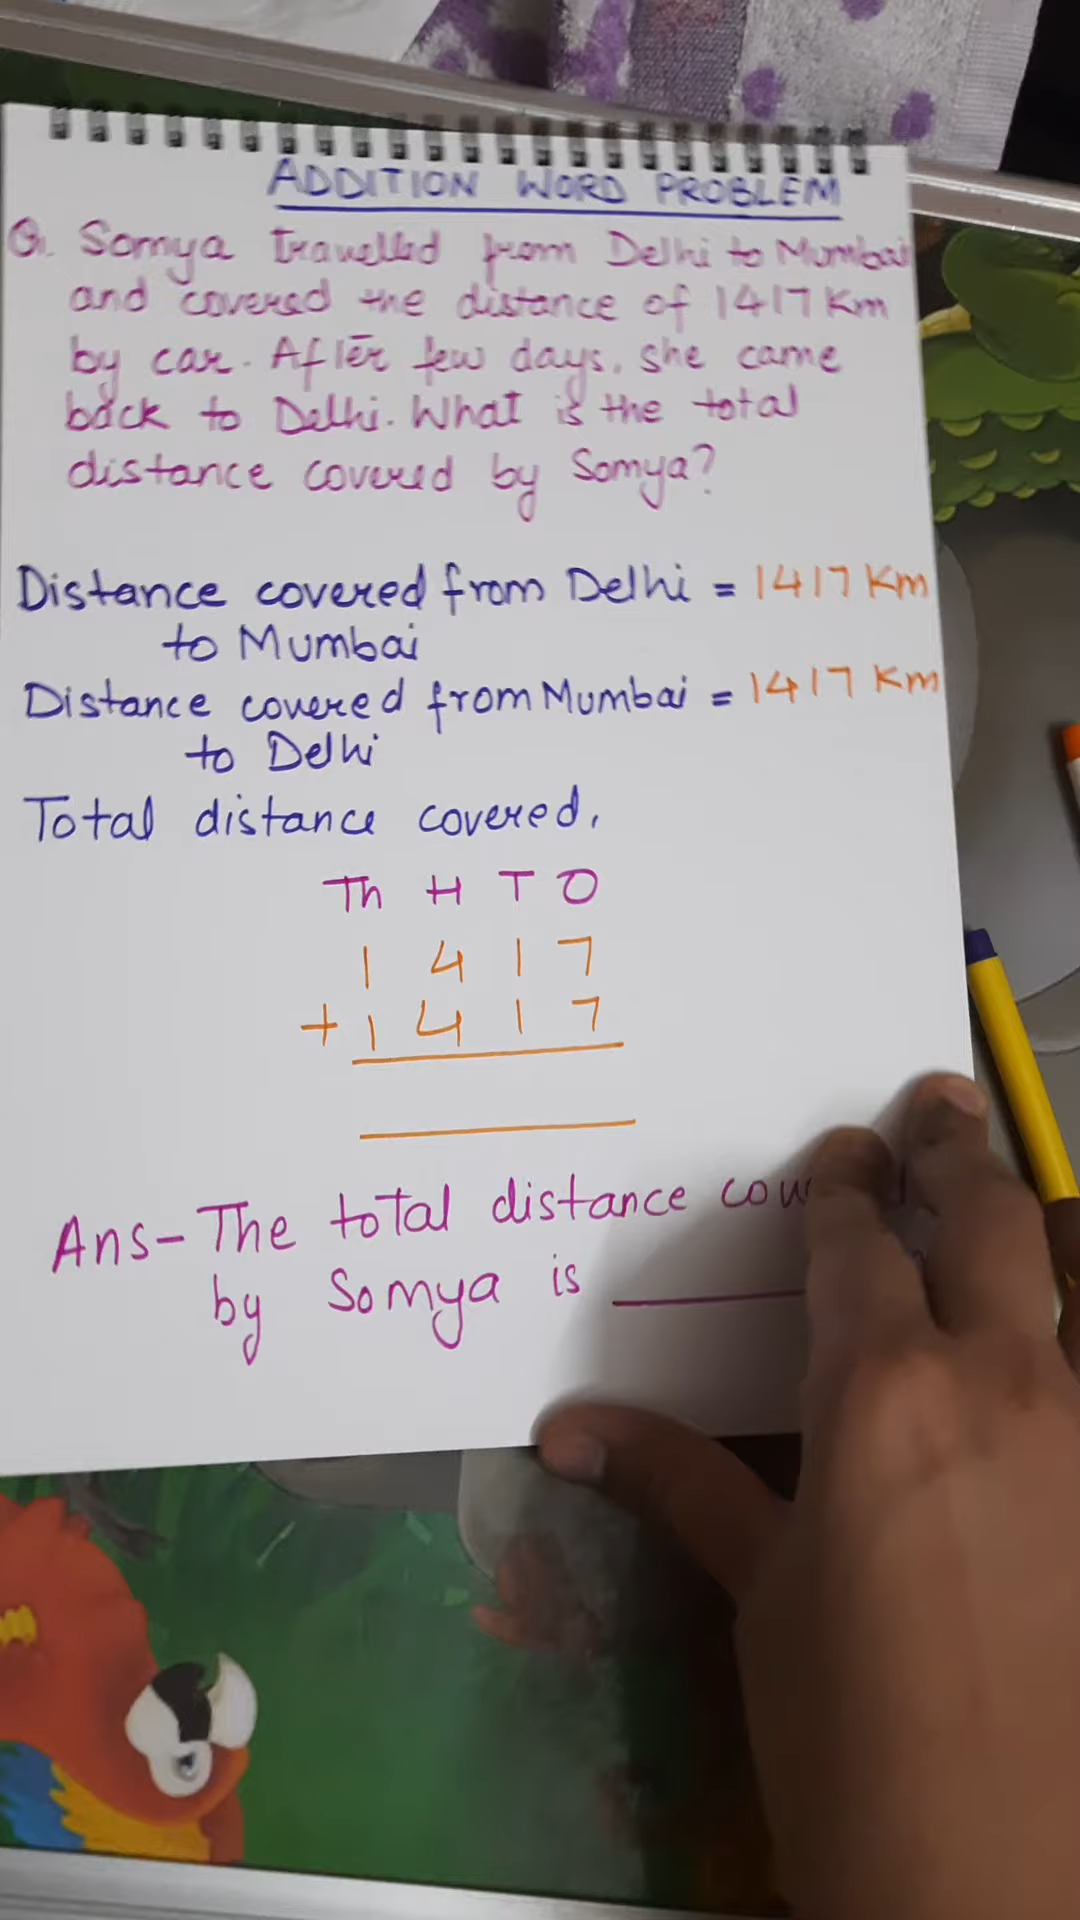 ADDITION WORD PROBLEM
Q. Somya travelled from Delhi to Mumbai
and covered the distance of 1417 Km
by car. After few days, she came
back to Delhi. What is the total
distance covered by Somya?
Distance covered from Delhi = 1417 Km
to Mumbai
Distance covered from Mumbai = 1417 Km
to Delhi
Total distance covered,
Th H T O
1 4 1 7
+ 1 4 1 7
Ans- The total distance
by Somya is